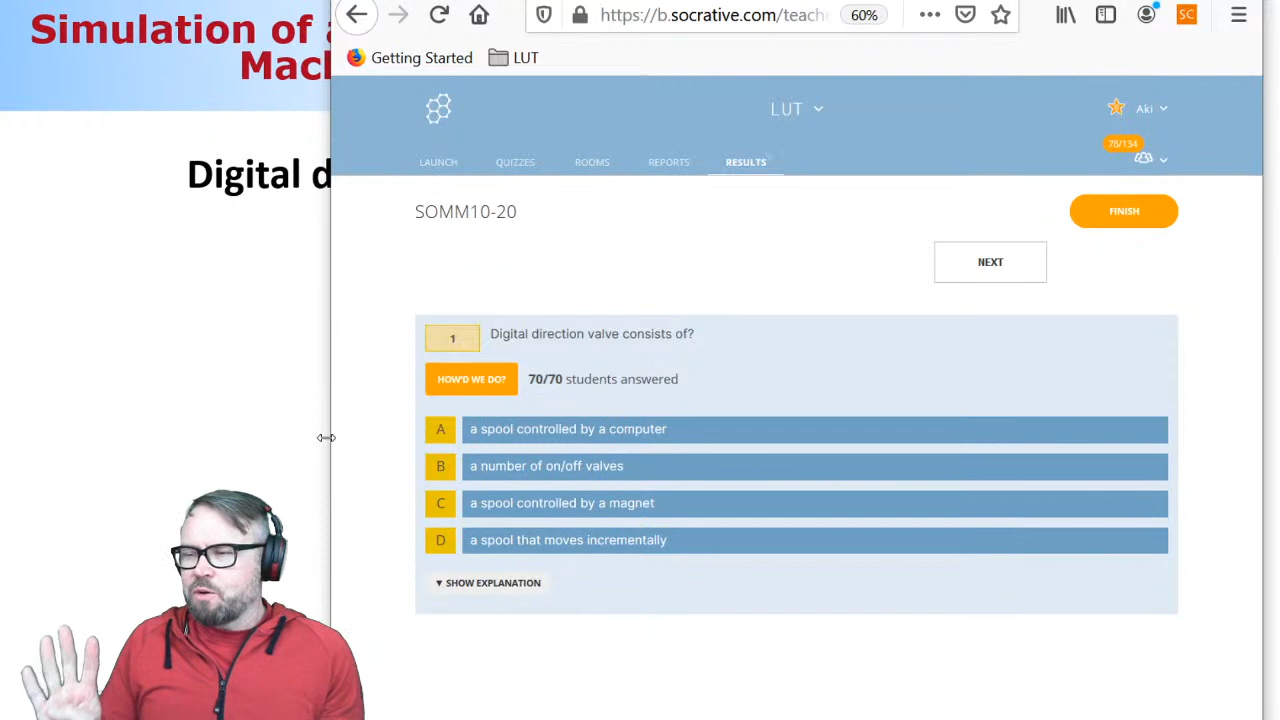 Simulation of a
Mach
Digital d
https://b.socrative.com/teach
60%
SC
Getting Started
LUT
LUT
Aki
78/134
LAUNCH
QUIZZES
ROOMS
REPORTS
RESULTS
SOMM10-20
FINISH
NEXT
1
Digital direction valve consists of?
HOW'D WE DO?
70/70 students answered
A a spool controlled by a computer
B a number of on/off valves
C a spool controlled by a magnet
D a spool that moves incrementally
▼ SHOW EXPLANATION